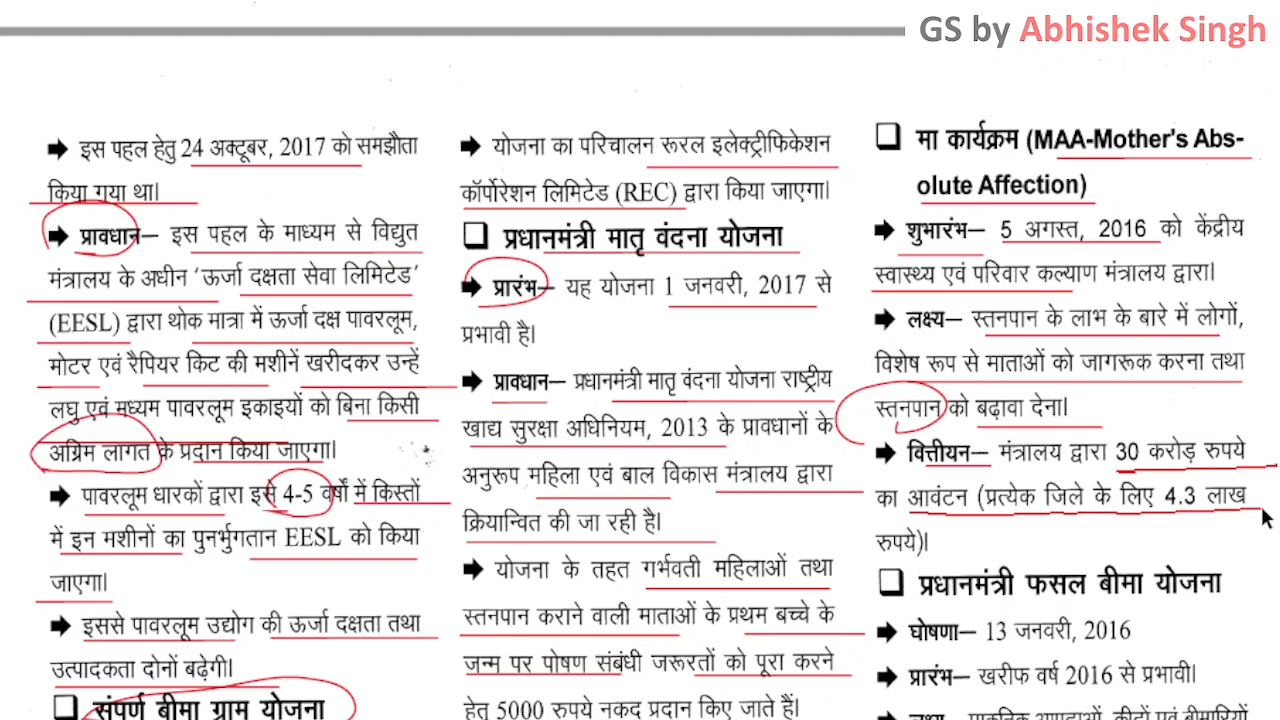 GS by Abhishek Singh
➡ इस पहल हेतु 24 अक्टूबर, 2017 को समझौता
किया गया था।
➡ प्रावधान– इस पहल के माध्यम से विद्युत
मंत्रालय के अधीन ‘ऊर्जा दक्षता सेवा लिमिटेड’
(EESL) द्वारा थोक मात्रा में ऊर्जा दक्ष पावरलूम,
मोटर एवं रैपियर किट की मशीनें खरीदकर उन्हें
लघु एवं मध्यम पावरलूम इकाइयों को बिना किसी
अग्रिम लागत के प्रदान किया जाएगा।
➡ पावरलूम धारकों द्वारा इसे 4-5 वर्षों में किस्तों
में इन मशीनों का पुनर्भुगतान EESL को किया
जाएगा।
➡ इससे पावरलूम उद्योग की ऊर्जा दक्षता तथा
उत्पादकता दोनों बढ़ेगी।
❑ संपूर्ण बीमा ग्राम योजना
➡ योजना का परिचालन रूरल इलेक्ट्रीफिकेशन
कॉर्पोरेशन लिमिटेड (REC) द्वारा किया जाएगा।
❑ प्रधानमंत्री मातृ वंदना योजना
➡ प्रारंभ– यह योजना 1 जनवरी, 2017 से
प्रभावी है।
➡ प्रावधान– प्रधानमंत्री मातृ वंदना योजना राष्ट्रीय
खाद्य सुरक्षा अधिनियम, 2013 के प्रावधानों के
अनुरूप महिला एवं बाल विकास मंत्रालय द्वारा
क्रियान्वित की जा रही है।
➡ योजना के तहत गर्भवती महिलाओं तथा
स्तनपान कराने वाली माताओं के प्रथम बच्चे के
जन्म पर पोषण संबंधी जरूरतों को पूरा करने
हेतु 5000 रुपये नकद प्रदान किए जाते हैं।
❑ मा कार्यक्रम (MAA-Mother's Abs-
olute Affection)
➡ शुभारंभ– 5 अगस्त, 2016 को केंद्रीय
स्वास्थ्य एवं परिवार कल्याण मंत्रालय द्वारा।
➡ लक्ष्य– स्तनपान के लाभ के बारे में लोगों,
विशेष रूप से माताओं को जागरूक करना तथा
स्तनपान को बढ़ावा देना।
➡ वित्तीयन– मंत्रालय द्वारा 30 करोड़ रुपये
का आवंटन (प्रत्येक जिले के लिए 4.3 लाख
रुपये)।
❑ प्रधानमंत्री फसल बीमा योजना
➡ घोषणा– 13 जनवरी, 2016
➡ प्रारंभ– खरीफ वर्ष 2016 से प्रभावी।
➡ लक्ष्य– प्राकृतिक आपदाओं, कीटों एवं बीमारियों